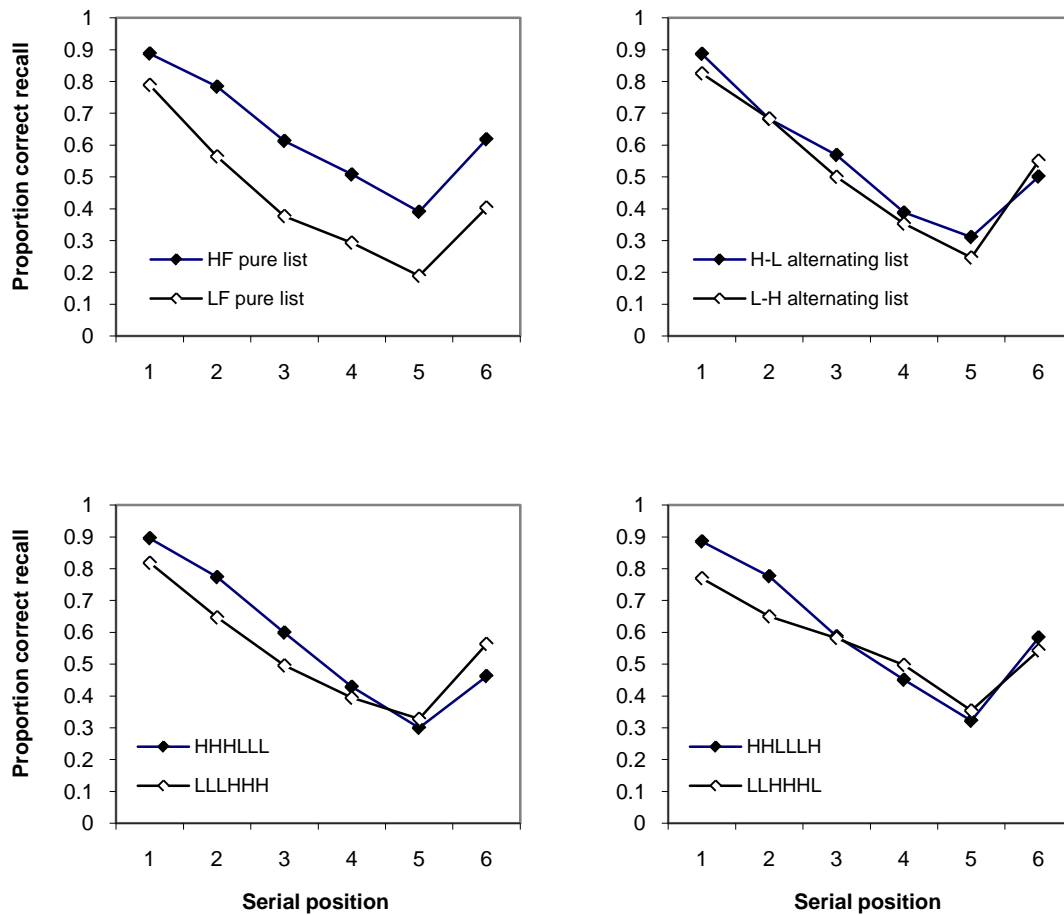 Proportion correct recall
1
0.9
0.8
0.7
0.6
0.5
0.4
0.3
0.2
0.1
0
HF pure list
LF pure list
1 2 3 4 5 6
1
0.9
0.8
0.7
0.6
0.5
0.4
0.3
0.2
0.1
0
H-L alternating list
L-H alternating list
1 2 3 4 5 6
Proportion correct recall
1
0.9
0.8
0.7
0.6
0.5
0.4
0.3
0.2
0.1
0
HHHLLL
LLLHHH
1 2 3 4 5 6
Serial position
1
0.9
0.8
0.7
0.6
0.5
0.4
0.3
0.2
0.1
0
HHLLLH
LLHHHL
1 2 3 4 5 6
Serial position